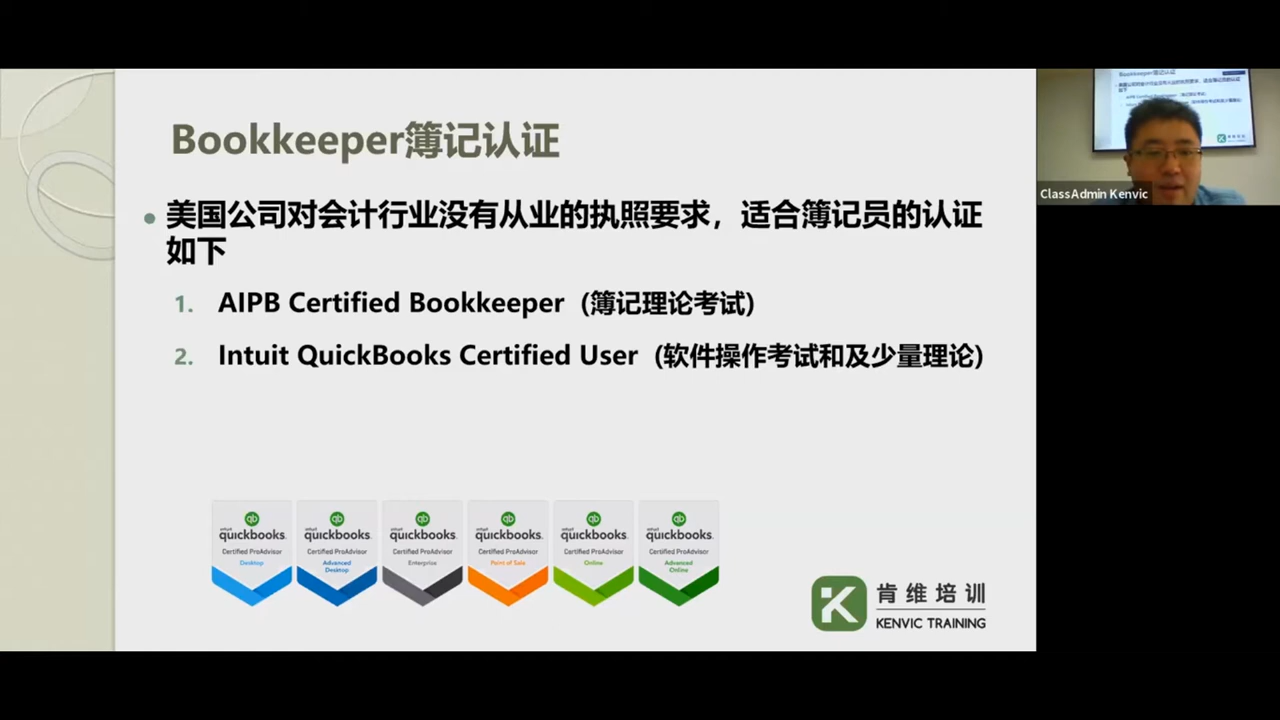 Bookkeeper簿记认证
美国公司对会计行业没有从业的执照要求，适合簿记员的认证
如下
1. AIPB Certified Bookkeeper (簿记理论考试)
2. Intuit QuickBooks Certified User (软件操作考试和及少量理论)
intuit
quickbooks.
Certified ProAdvisor
Desktop
intuit
quickbooks.
Certified ProAdvisor
Advanced
Desktop
intuit
quickbooks.
Certified ProAdvisor
Enterprise
intuit
quickbooks.
Certified ProAdvisor
Point of Sale
intuit
quickbooks.
Certified ProAdvisor
Online
intuit
quickbooks.
Certified ProAdvisor
Advanced
Online
肯维培训
KENVIC TRAINING
ClassAdmin Kenvic